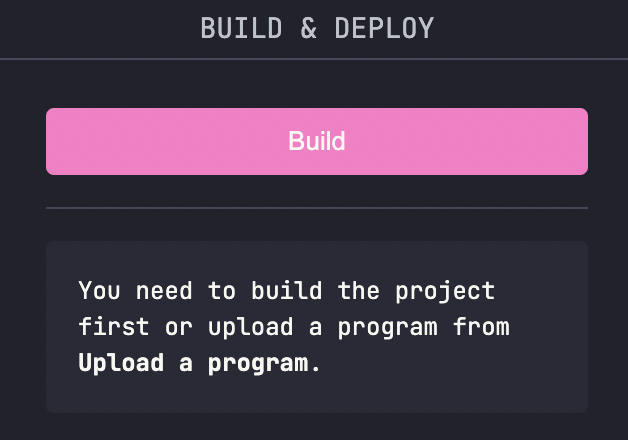 BUILD & DEPLOY
Build
You need to build the project
first or upload a program from
Upload a program.